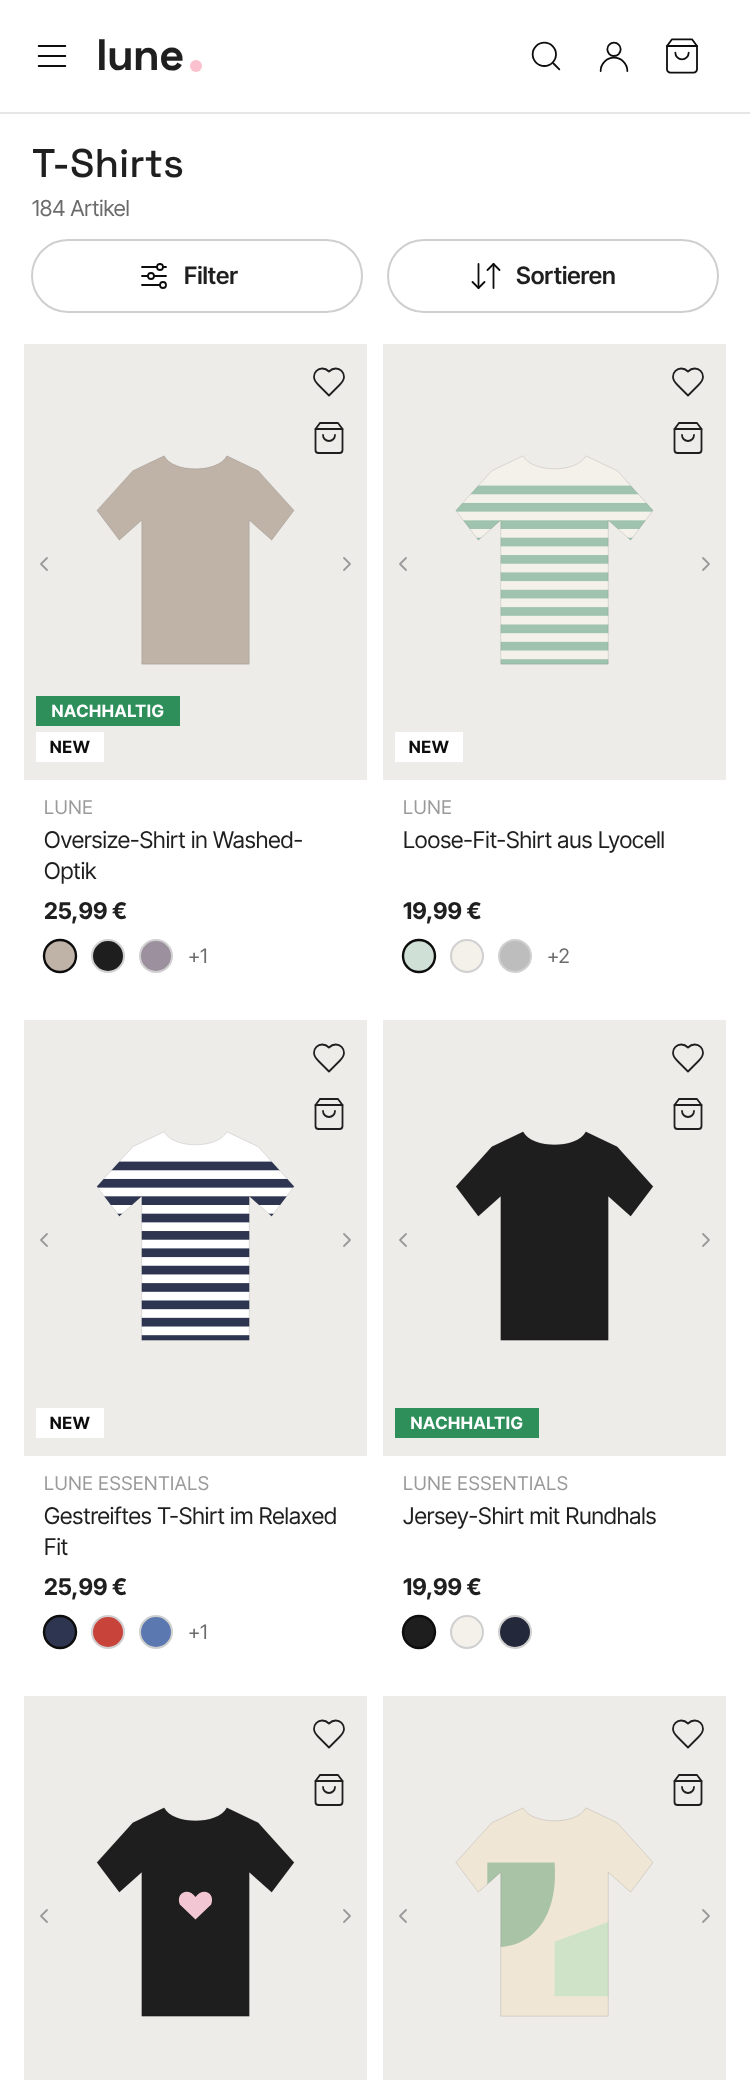 lune.
T-Shirts
184 Artikel
Filter
Sortieren
NACHHALTIG
NEW
NEW
LUNE
Oversize-Shirt in Washed-
Optik
25,99 €
+1
LUNE
Loose-Fit-Shirt aus Lyocell
19,99 €
+2
NEW
NACHHALTIG
LUNE ESSENTIALS
Gestreiftes T-Shirt im Relaxed
Fit
25,99 €
+1
LUNE ESSENTIALS
Jersey-Shirt mit Rundhals
19,99 €